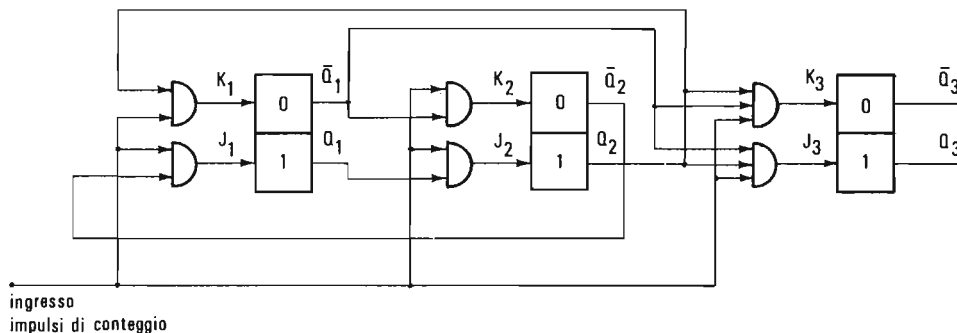 K1 Q̄1 K2 Q̄2 K3 Q̄3
0 0 0
J1 Q1 J2 Q2 J3 Q3
1 1 1
ingresso
impulsi di conteggio